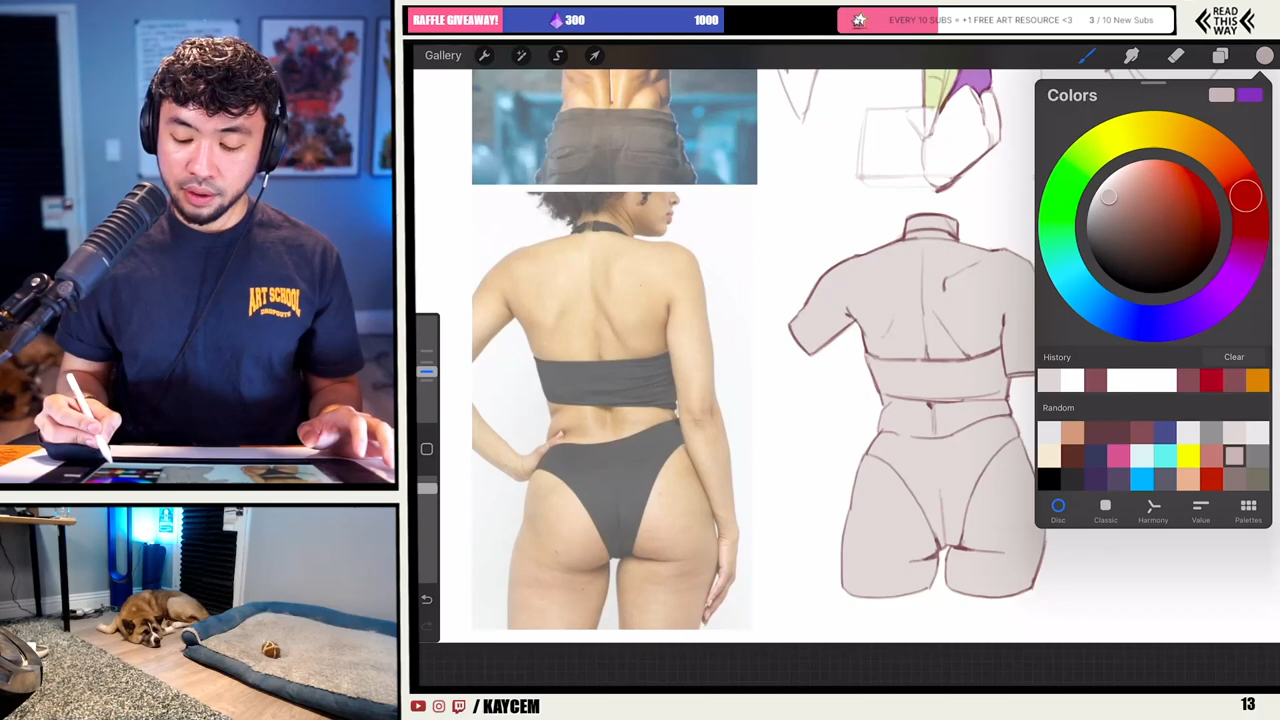 RAFFLE GIVEAWAY! 300 1000
EVERY 10 SUBS = +1 FREE ART RESOURCE <3 3 / 10 New Subs
READ
THIS
WAY
Gallery
Colors
History Clear
Random
Disc Classic Harmony Value Palettes
ART SCHOOL
DROPOUTS
/ KAYCEM
13